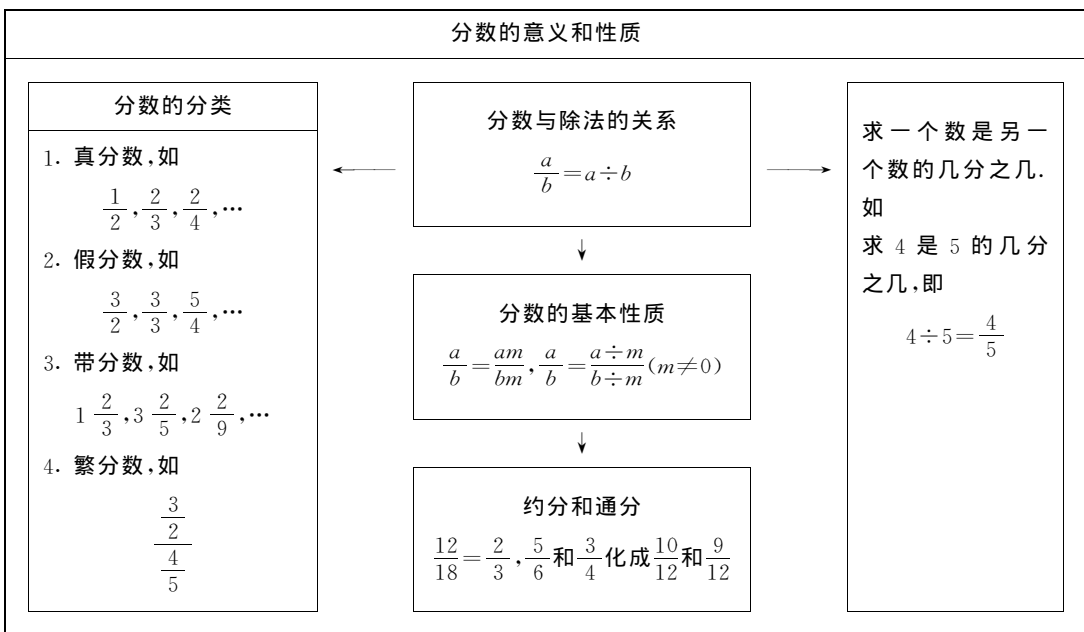 分数的意义和性质
分数的分类
1. 真分数,如
1/2, 2/3, 2/4, …
2. 假分数,如
3/2, 3/3, 5/4, …
3. 带分数,如
1 2/3, 3 2/5, 2 2/9, …
4. 繁分数,如
(3/2)/(4/5)
分数与除法的关系
a/b=a÷b
分数的基本性质
a/b=am/bm, a/b=(a÷m)/(b÷m)(m≠0)
约分和通分
12/18=2/3, 5/6和3/4化成10/12和9/12
求一个数是另一
个数的几分之几.
如
求 4 是 5 的几分
之几,即
4÷5=4/5